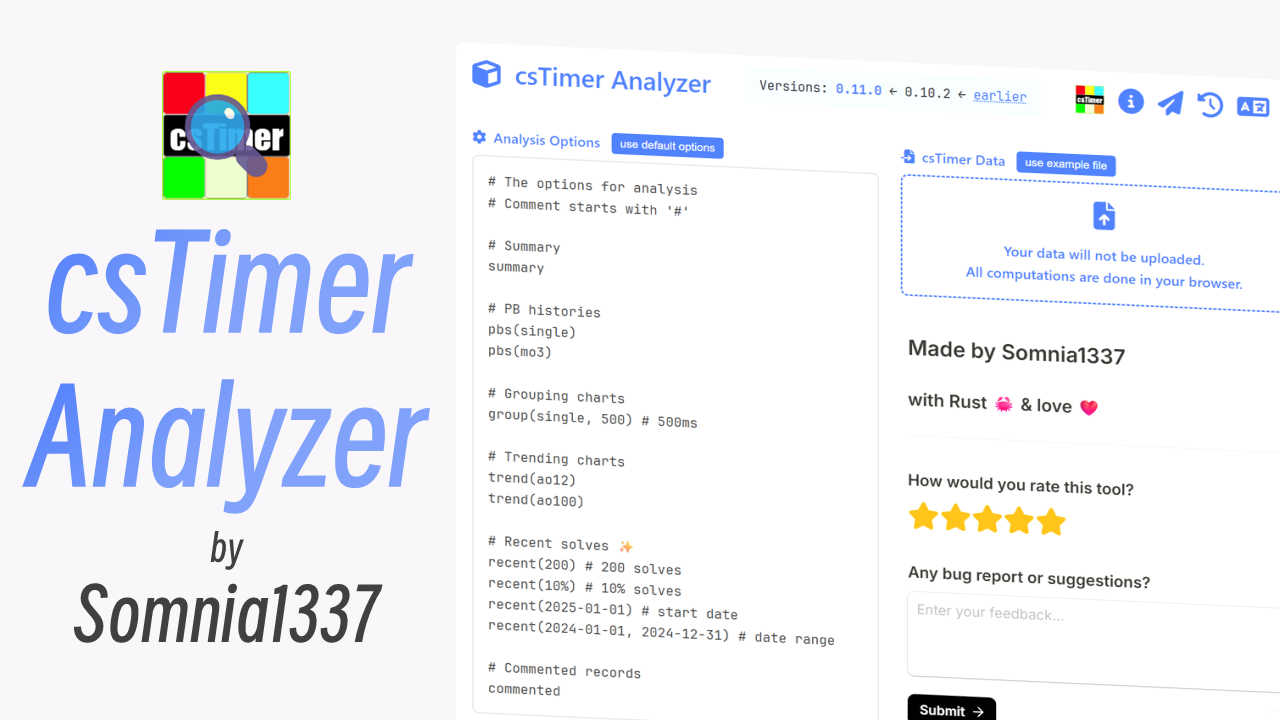 csTimer
csTimer
Analyzer
by
Somnia1337
csTimer Analyzer
Versions: 0.11.0 ← 0.10.2 ← earlier
csTimer
Analysis Options
use default options
# The options for analysis
# Comment starts with '#'
# Summary
summary
# PB histories
pbs(single)
pbs(mo3)
# Grouping charts
group(single, 500) # 500ms
# Trending charts
trend(ao12)
trend(ao100)
# Recent solves ✨
recent(200) # 200 solves
recent(10%) # 10% solves
recent(2025-01-01) # start date
recent(2024-01-01, 2024-12-31) # date range
# Commented records
commented
csTimer Data
use example file
Your data will not be uploaded.
All computations are done in your browser.
Made by Somnia1337
with Rust 🦀 & love 💗
How would you rate this tool?
Any bug report or suggestions?
Enter your feedback...
Submit →